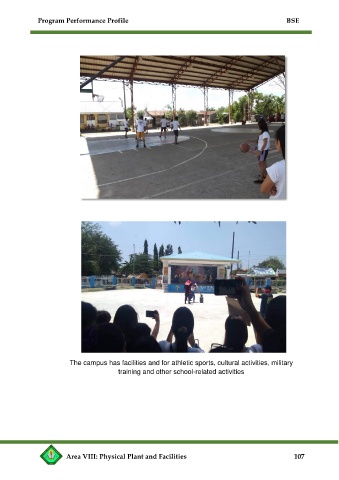 Program Performance Profile BSE
The campus has facilities and for athletic sports, cultural activities, military
training and other school-related activities
Area VIII: Physical Plant and Facilities 107